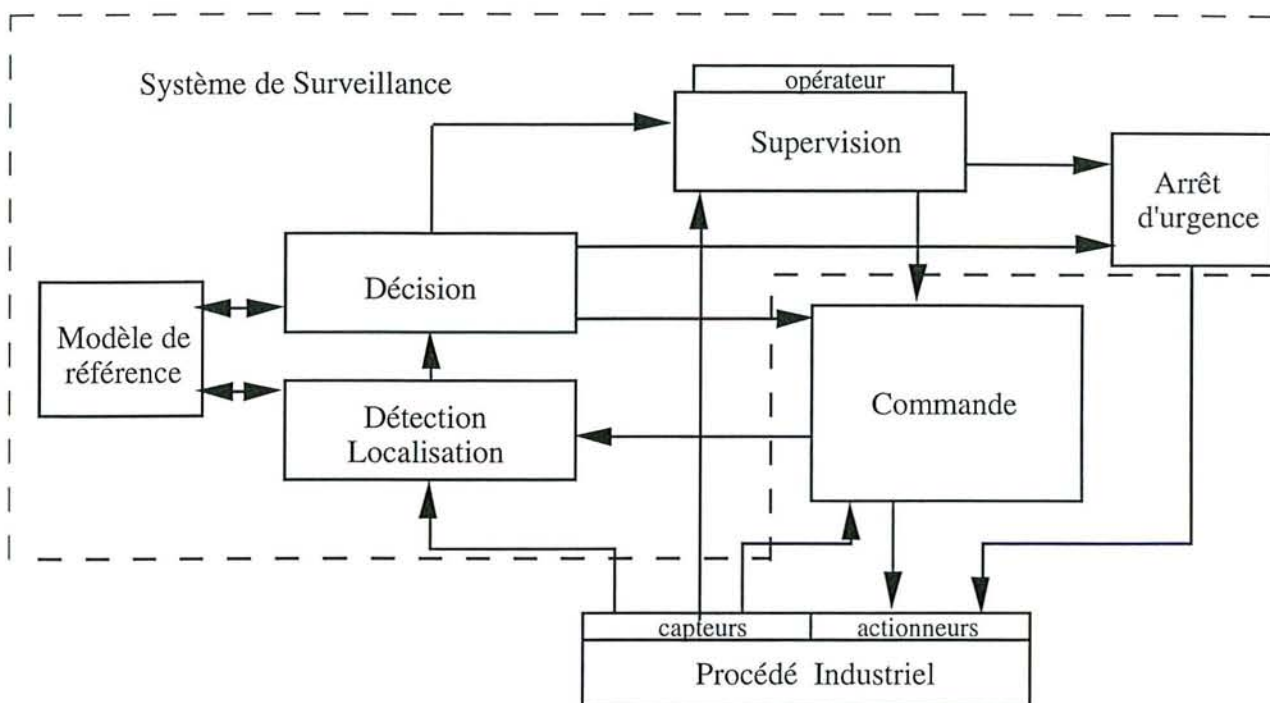 Système de Surveillance
opérateur
Supervision
Arrêt
d'urgence
Décision
Modèle de
référence
Détection
Localisation
Commande
capteurs
actionneurs
Procédé Industriel